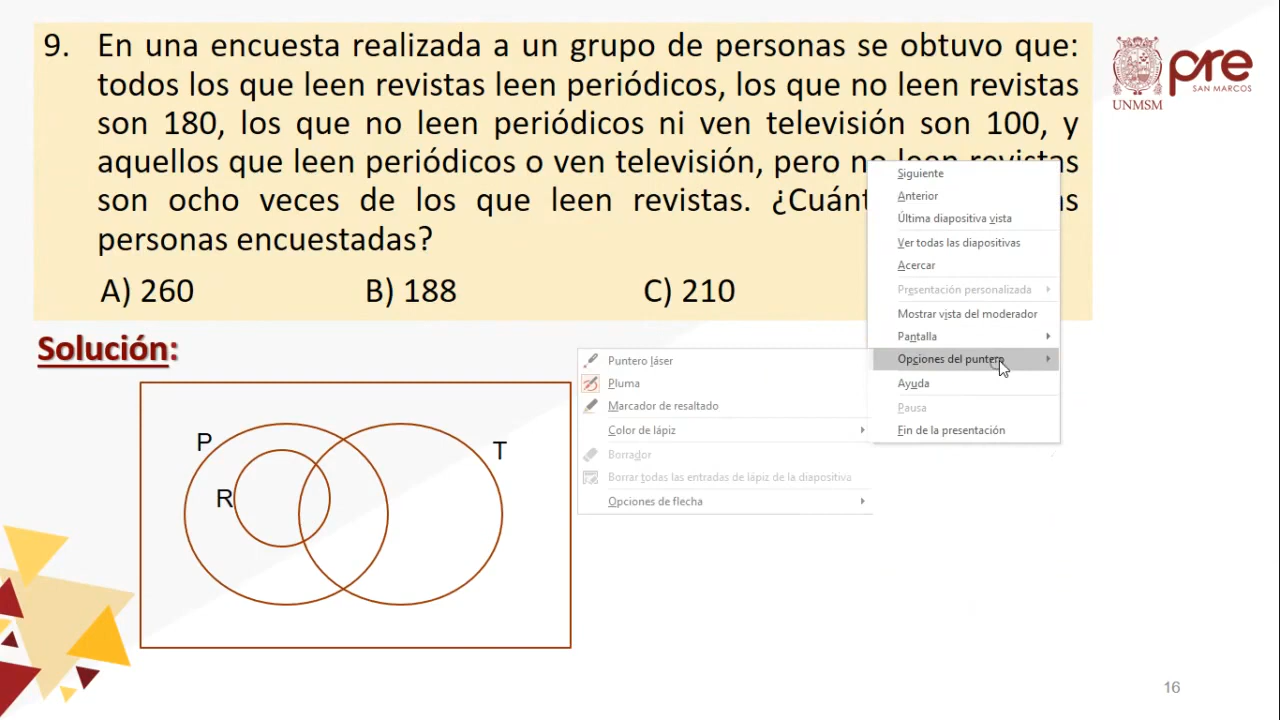 9. En una encuesta realizada a un grupo de personas se obtuvo que:
todos los que leen revistas leen periódicos, los que no leen revistas
son 180, los que no leen periódicos ni ven televisión son 100, y
aquellos que leen periódicos o ven televisión, pero no leen revistas
son ocho veces de los que leen revistas. ¿Cuánt as
personas encuestadas?
A) 260 B) 188 C) 210
UNMSM
pre
SAN MARCOS
Siguiente
Anterior
Última diapositiva vista
Ver todas las diapositivas
Acercar
Presentación personalizada
Mostrar vista del moderador
Pantalla
Opciones del puntero
Ayuda
Pausa
Fin de la presentación
Puntero láser
Pluma
Marcador de resaltado
Color de lápiz
Borrador
Borrar todas las entradas de lápiz de la diapositiva
Opciones de flecha
Solución:
P
T
R
16